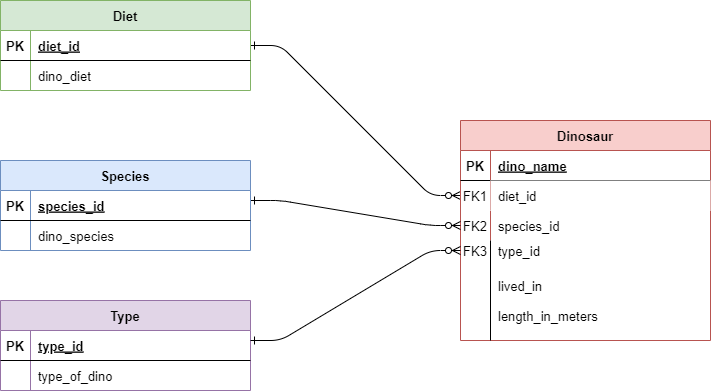 Diet
PK diet_id
dino_diet
Species
PK species_id
dino_species
Type
PK type_id
type_of_dino
Dinosaur
PK dino_name
FK1 diet_id
FK2 species_id
FK3 type_id
lived_in
length_in_meters